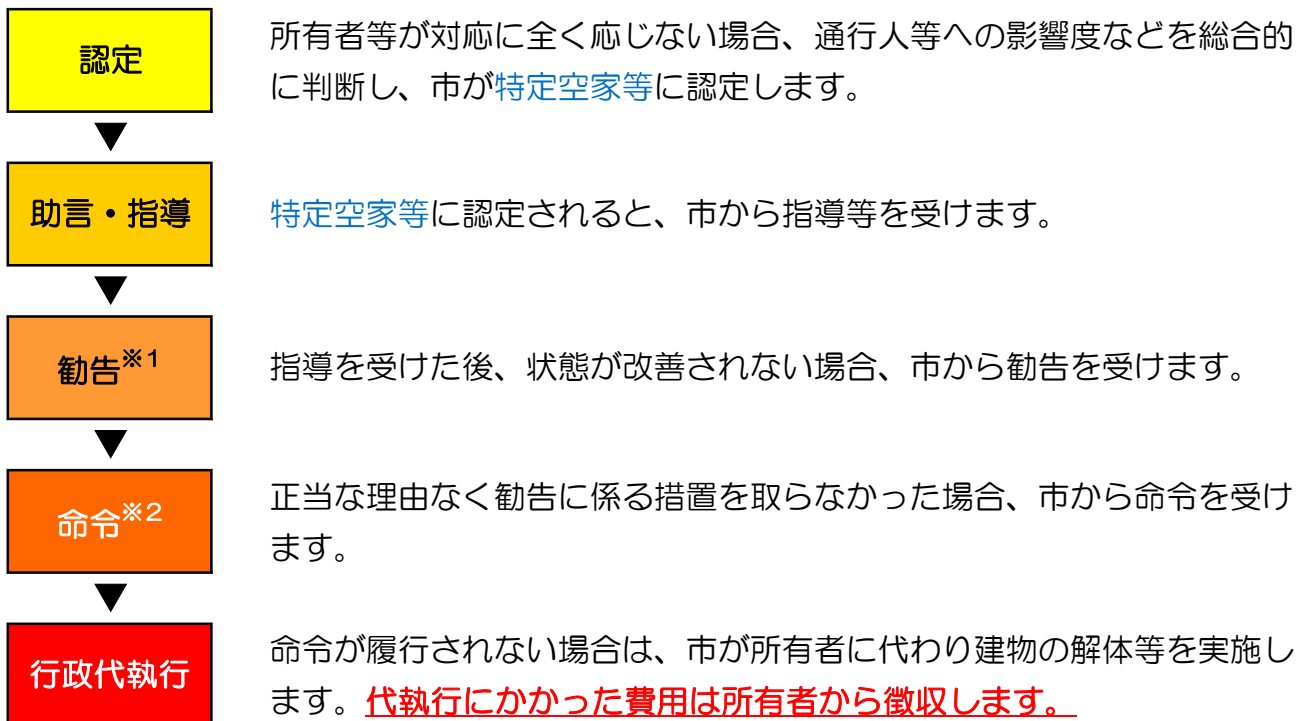 認定
所有者等が対応に全く応じない場合、通行人等への影響度などを総合的
に判断し、市が特定空家等に認定します。
▼
助言・指導
特定空家等に認定されると、市から指導等を受けます。
▼
勧告※1
指導を受けた後、状態が改善されない場合、市から勧告を受けます。
▼
命令※2
正当な理由なく勧告に係る措置を取らなかった場合、市から命令を受け
ます。
▼
行政代執行
命令が履行されない場合は、市が所有者に代わり建物の解体等を実施し
ます。代執行にかかった費用は所有者から徴収します。